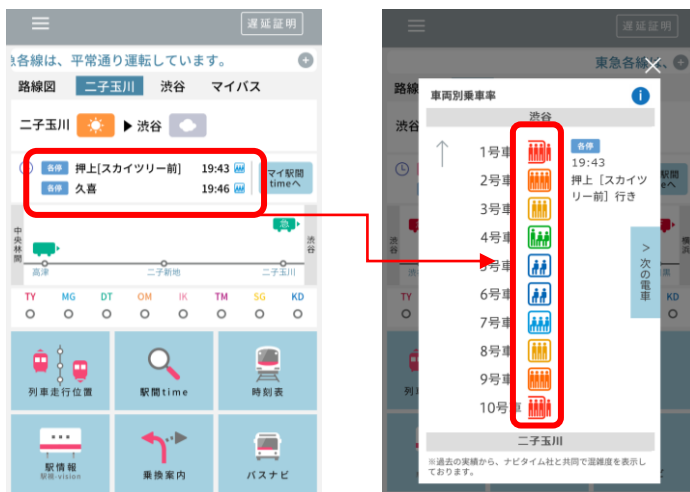 遅延証明
急各線は、平常通り運転しています。
路線図 二子玉川 渋谷 マイバス
二子玉川 ▶ 渋谷
各停 押上[スカイツリー前] 19:43
各停 久喜 19:46
マイ駅間
timeへ
急
中央林間
渋谷
高津 二子新地 二子玉川
TY MG DT OM IK TM SG KD
列車走行位置 駅間time 時刻表
駅情報
駅視-vision
乗換案内 バスナビ
遅延証明
東急各線は、
路線
渋谷
車両別乗車率
渋谷
1号車
2号車
3号車
4号車
5号車
6号車
7号車
8号車
9号車
10号車
各停
19:43
押上［スカイツ
リー前］行き
＞次の電車
二子玉川
※過去の実績から、ナビタイム社と共同で混雑度を表示し
ております。
TY
KD